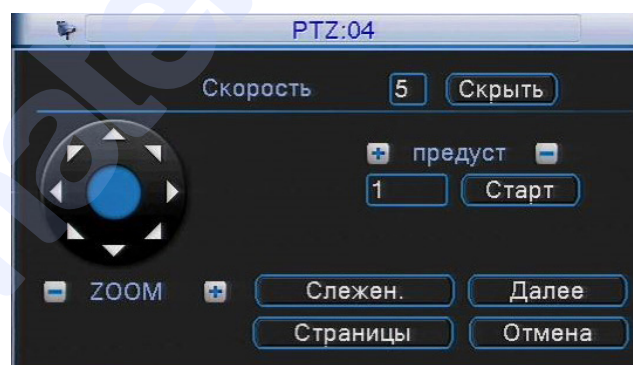 PTZ:04
Скорость 5 Скрыть
предуст
1 Старт
ZOOM Слежен. Далее
Страницы Отмена